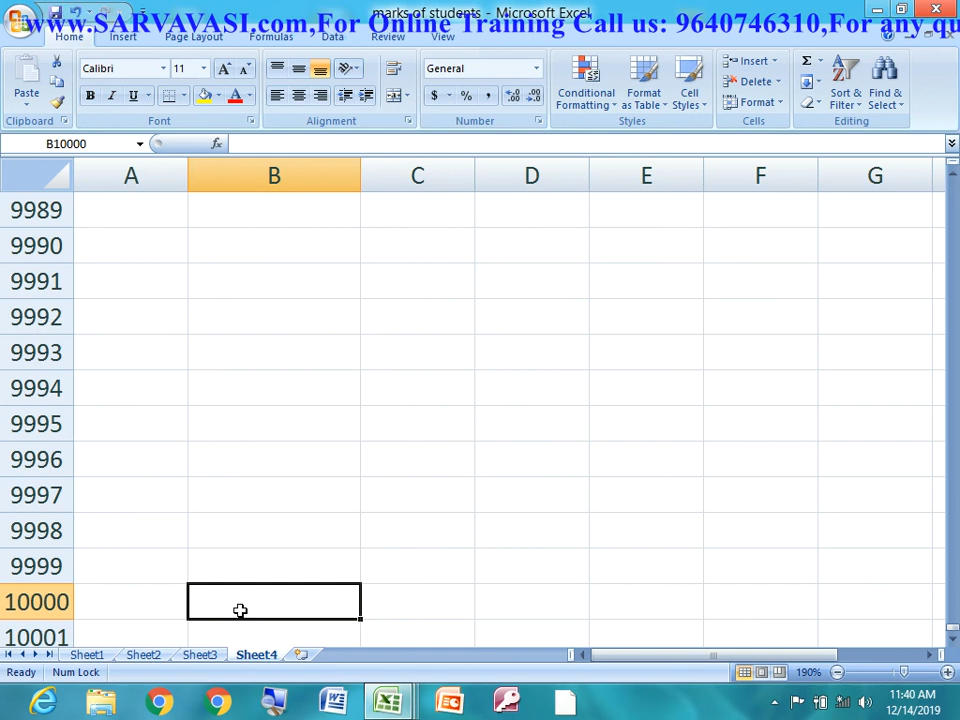 marks of students - Microsoft Excel
www.SARVAVASI.com,For Online Training Call us: 9640746310,For any qu
Home Insert Page Layout Formulas Data Review View
Paste Calibri 11 A A General Conditional Formatting Format as Table Cell Styles Insert Delete Format Σ Sort & Filter Find & Select
B I U A $ % ,
Clipboard Font Alignment Number Styles Cells Editing
B10000 fx
A B C D E F G
9989
9990
9991
9992
9993
9994
9995
9996
9997
9998
9999
10000
10001
Sheet1 Sheet2 Sheet3 Sheet4
Ready Num Lock 190%
11:40 AM
12/14/2019